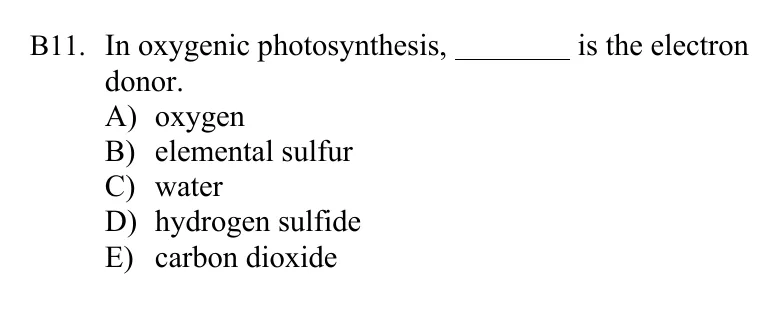 B11. In oxygenic photosynthesis, ________ is the electron
donor.
A) oxygen
B) elemental sulfur
C) water
D) hydrogen sulfide
E) carbon dioxide